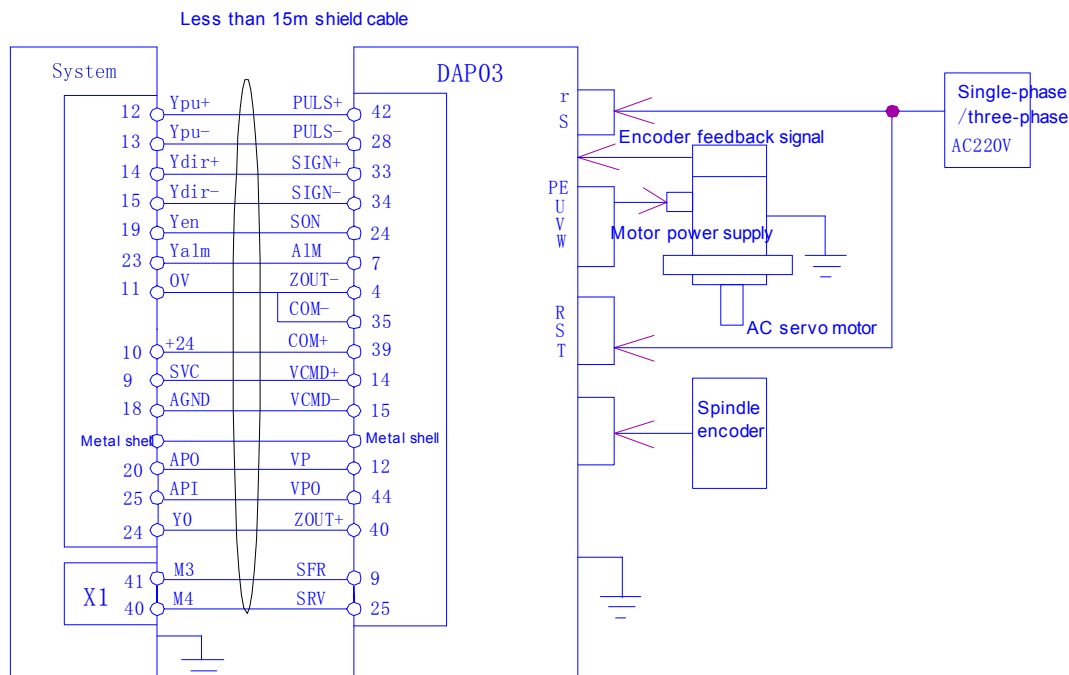 Less than 15m shield cable
System
DAP03
12 Ypu+ PULS+ 42
13 Ypu- PULS- 28
14 Ydir+ SIGN+ 33
15 Ydir- SIGN- 34
19 Yen SON 24
23 Yalm AlM 7
11 0V ZOUT- 4
COM- 35
10 +24 COM+ 39
9 SVC VCMD+ 14
18 AGND VCMD- 15
Metal shell Metal shell
20 APO VP 12
25 API VPO 44
24 Y0 ZOUT+ 40
X1
41 M3 SFR 9
40 M4 SRV 25
r
S
Encoder feedback signal
PE
U
V
W
Motor power supply
R
S
T
AC servo motor
Spindle
encoder
Single-phase
/three-phase
AC220V